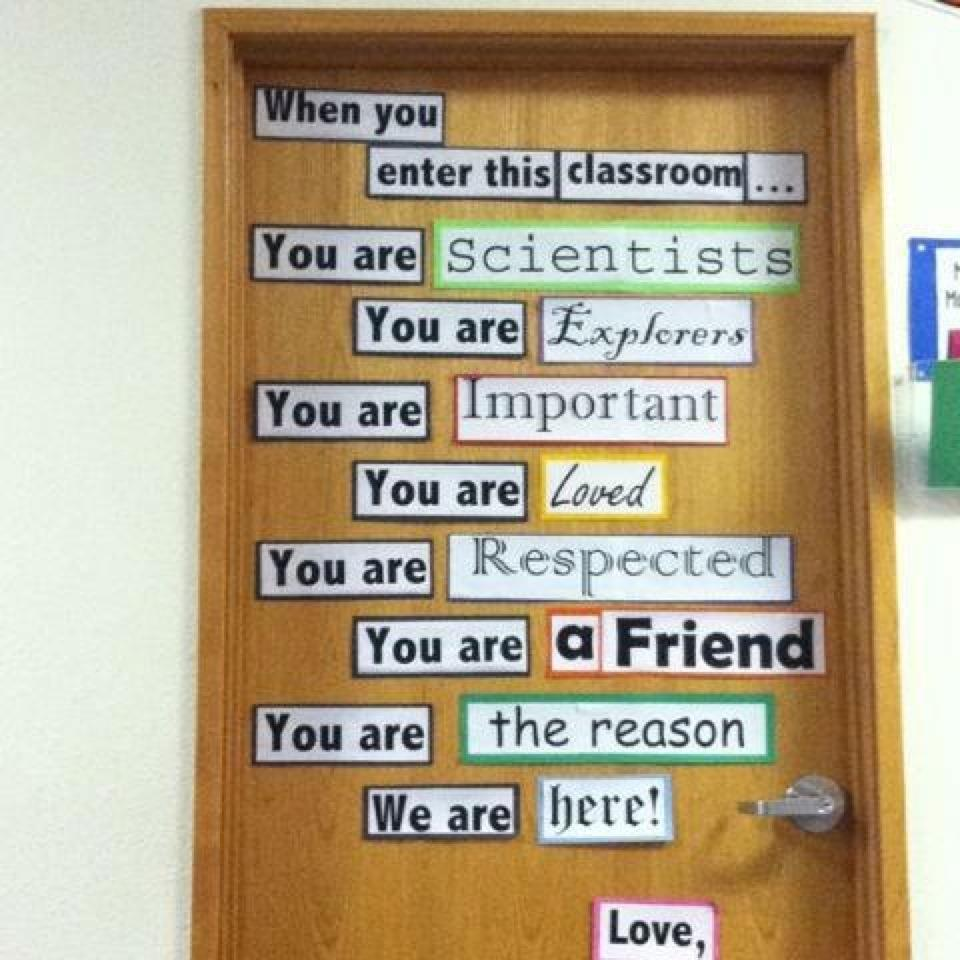 When you
enter this classroom...
You are Scientists
You are Explorers
You are Important
You are Loved
You are Respected
You are a Friend
You are the reason
We are here!
Love,